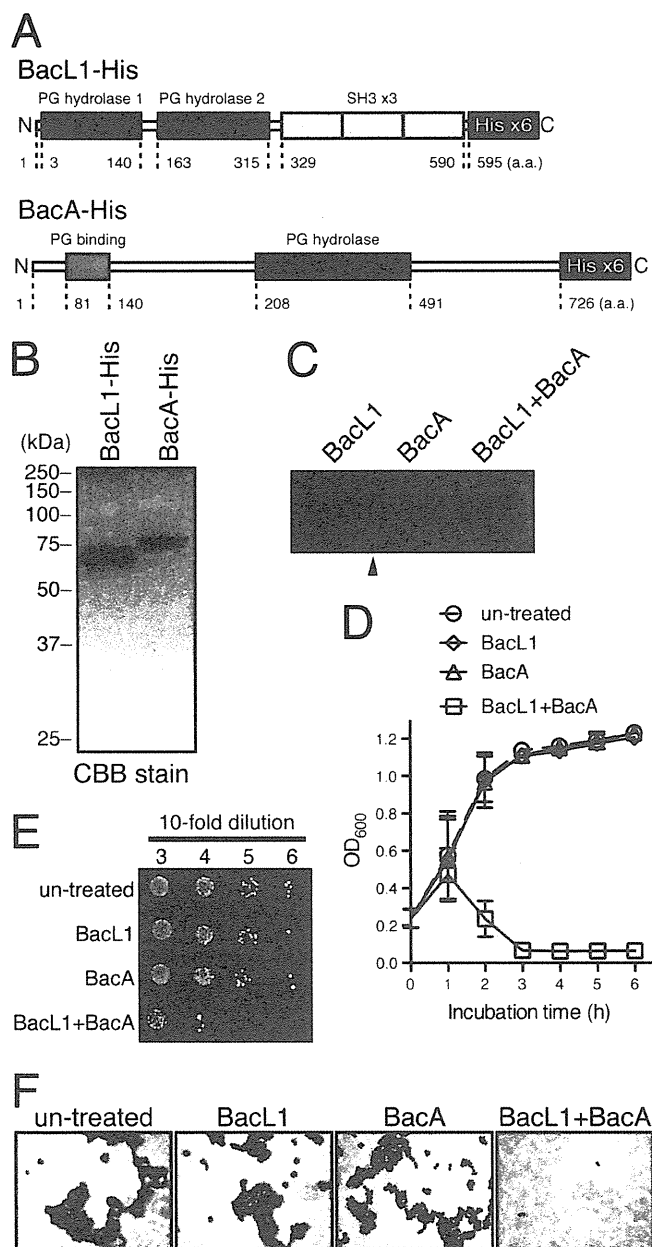 A
BacL1-His
PG hydrolase 1 PG hydrolase 2 SH3 x3
N His x6 C
1 3 140 163 315 329 590 595 (a.a.)
BacA-His
PG binding PG hydrolase
N His x6 C
1 81 140 208 491 726 (a.a.)
B
BacL1-His BacA-His
(kDa)
250–
150–
100–
75–
50–
37–
25–
CBB stain
C
BacL1 BacA BacL1+BacA
D
un-treated
BacL1
BacA
BacL1+BacA
OD600
1.2
1.0
0.8
0.6
0.4
0.2
0.0
0 1 2 3 4 5 6
Incubation time (h)
E
10-fold dilution
3 4 5 6
un-treated
BacL1
BacA
BacL1+BacA
F
un-treated BacL1 BacA BacL1+BacA